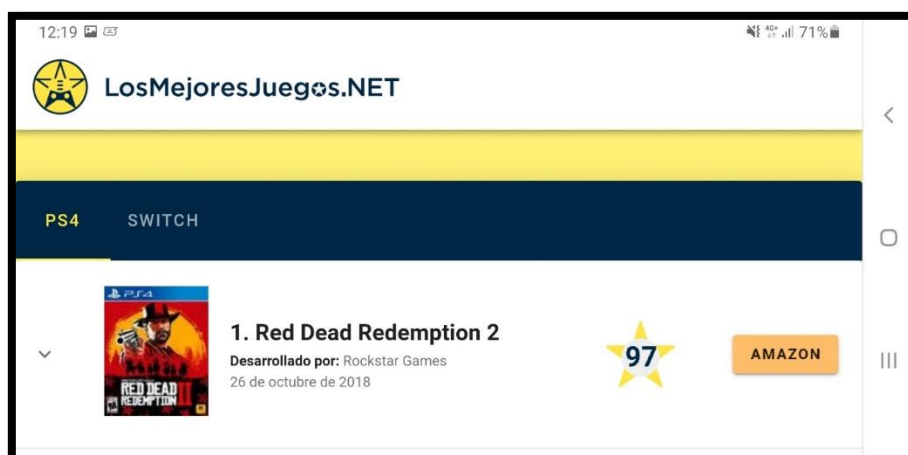 12:19
4G+
71%
LosMejoresJuegos.NET
PS4
SWITCH
PS4
RED DEAD
REDEMPTION II
1. Red Dead Redemption 2
Desarrollado por: Rockstar Games
26 de octubre de 2018
97
AMAZON